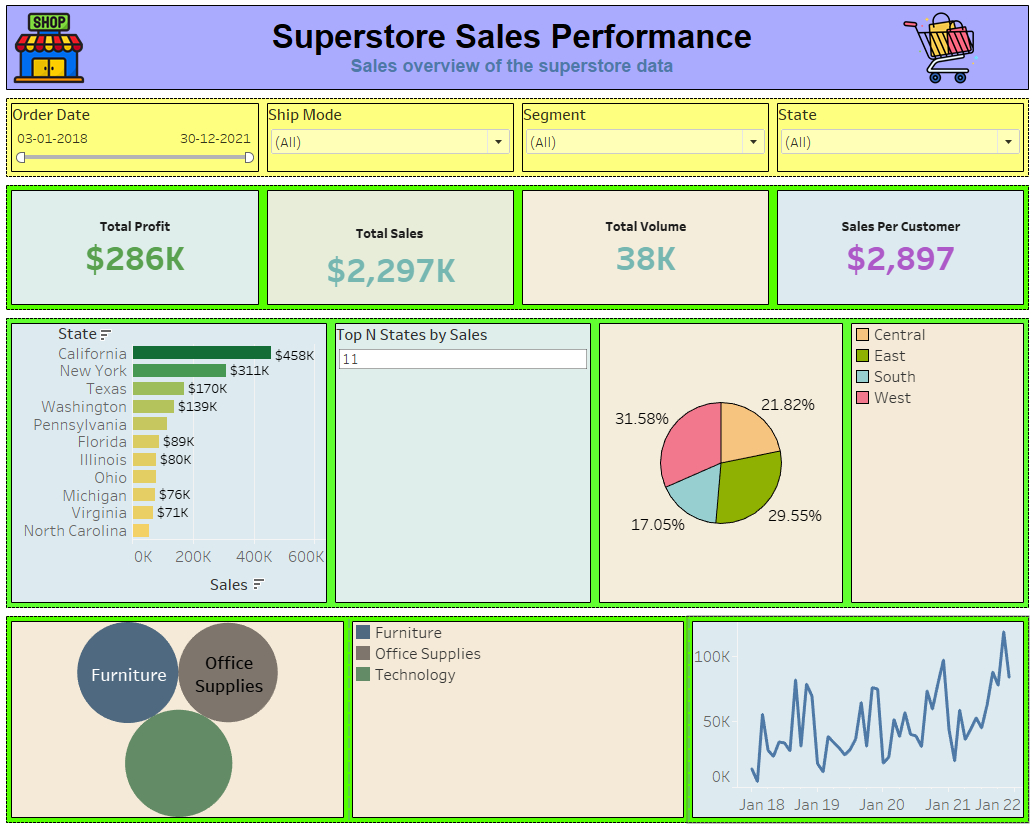 SHOP
Superstore Sales Performance
Sales overview of the superstore data
Order Date
03-01-2018 30-12-2021
Ship Mode
(All)
Segment
(All)
State
(All)
Total Profit
$286K
Total Sales
$2,297K
Total Volume
38K
Sales Per Customer
$2,897
State
California $458K
New York $311K
Texas $170K
Washington $139K
Pennsylvania
Florida $89K
Illinois $80K
Ohio
Michigan $76K
Virginia $71K
North Carolina
0K 200K 400K 600K
Sales
Top N States by Sales
11
31.58% 21.82%
17.05% 29.55%
Central
East
South
West
Furniture
Office
Supplies
Furniture
Office Supplies
Technology
100K
50K
0K
Jan 18 Jan 19 Jan 20 Jan 21 Jan 22